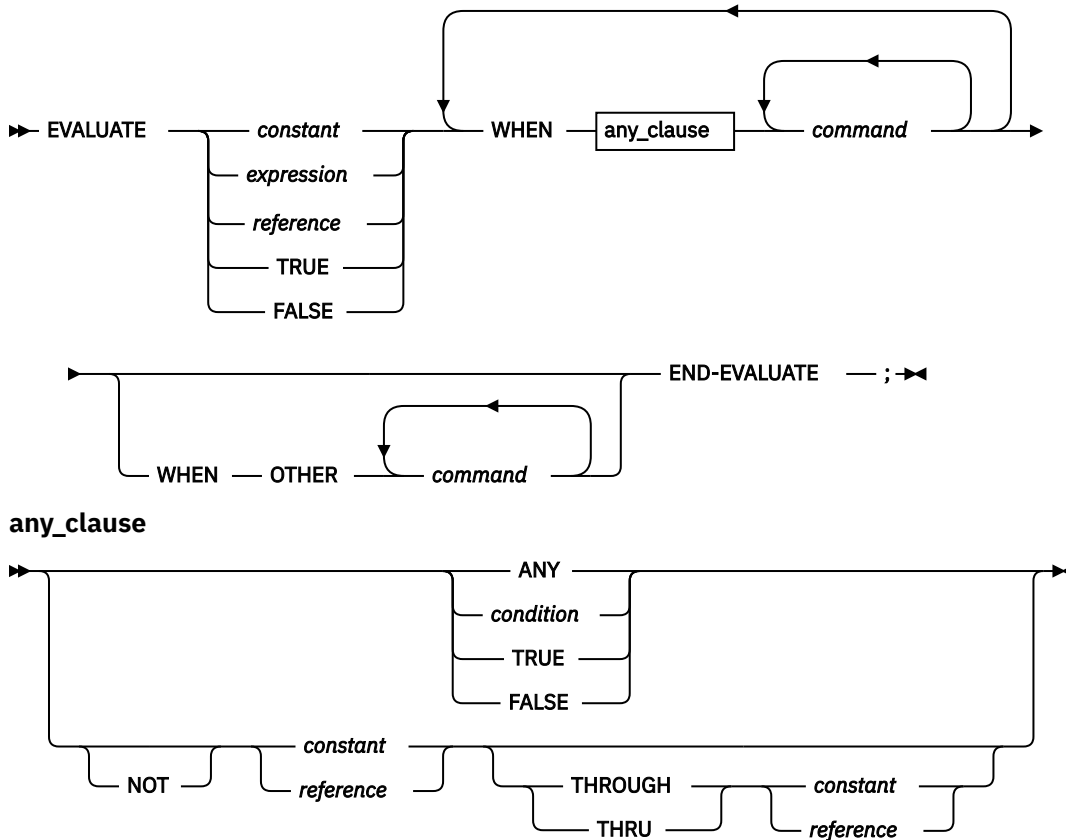 EVALUATE constant WHEN any_clause command
expression
reference
TRUE
FALSE
END-EVALUATE ;
WHEN OTHER command
any_clause
ANY
condition
TRUE
FALSE
constant
NOT reference THROUGH constant
THRU reference